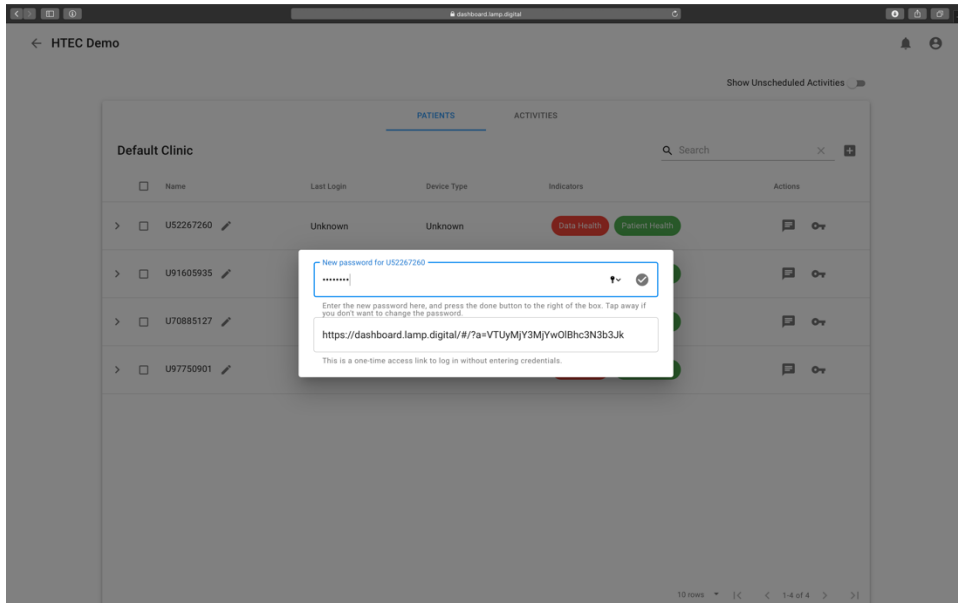 dashboard.lamp.digital
HTEC Demo
Show Unscheduled Activities
PATIENTS ACTIVITIES
Default Clinic
Search
Name Last Login Device Type Indicators Actions
U52267260 Unknown Unknown Data Health Patient Health
U91605935
U70885127
U97750901
New password for U52267260
••••••••
Enter the new password here, and press the done button to the right of the box. Tap away if
you don't want to change the password.
https://dashboard.lamp.digital/#/?a=VTUyMjY3MjYwOlBhc3N3b3Jk
This is a one-time access link to log in without entering credentials.
10 rows 1-4 of 4